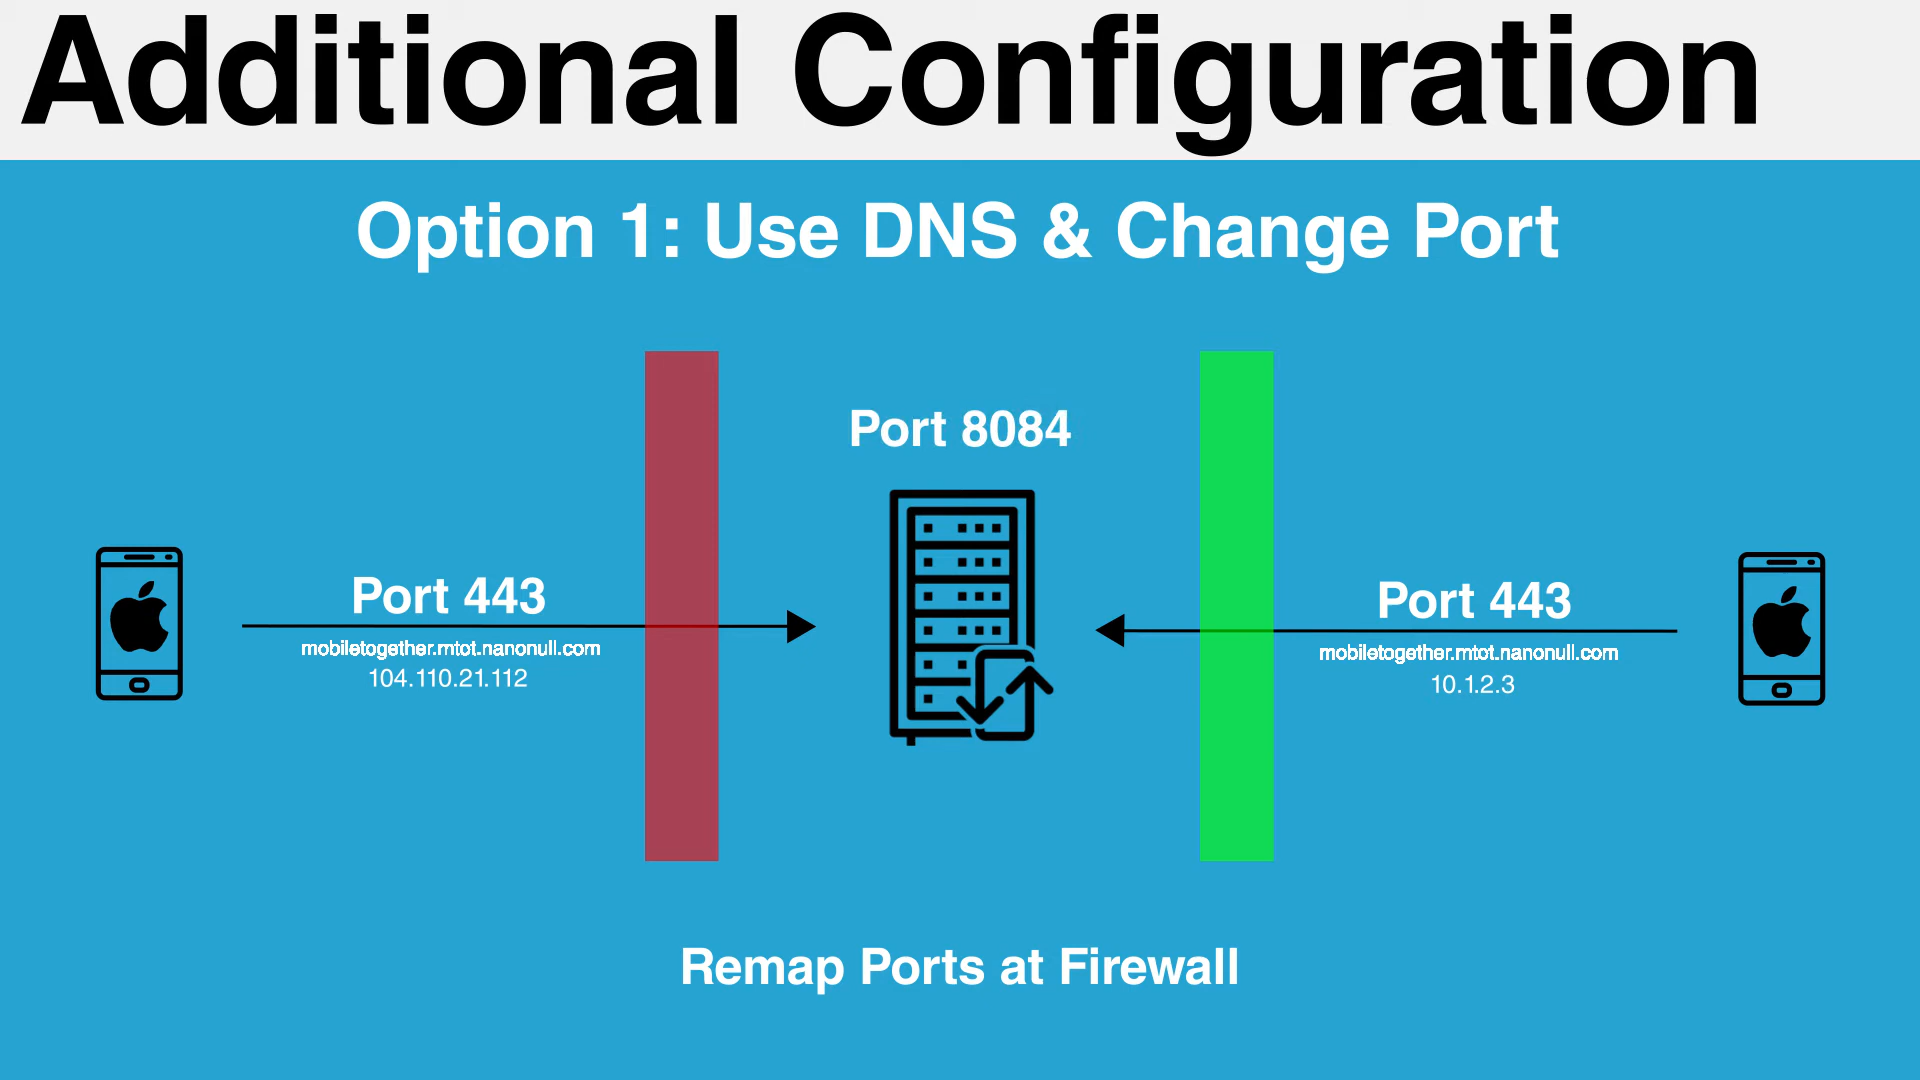 Additional Configuration
Option 1: Use DNS & Change Port
Port 8084
Port 443
mobiletogether.mtot.nanonull.com
104.110.21.112
Port 443
mobiletogether.mtot.nanonull.com
10.1.2.3
Remap Ports at Firewall